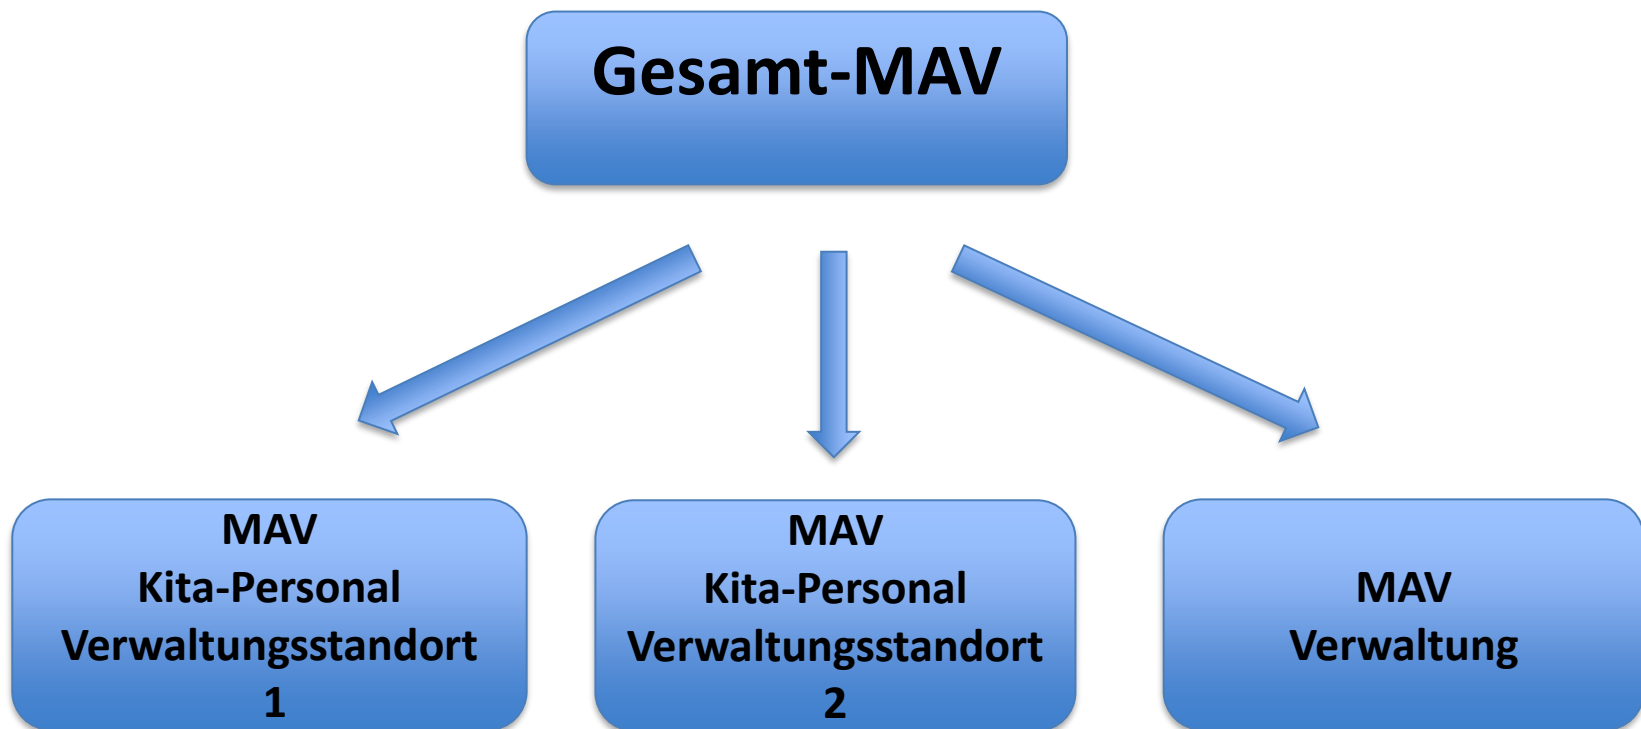 Gesamt-MAV
MAV
Kita-Personal
Verwaltungsstandort
1
MAV
Kita-Personal
Verwaltungsstandort
2
MAV
Verwaltung